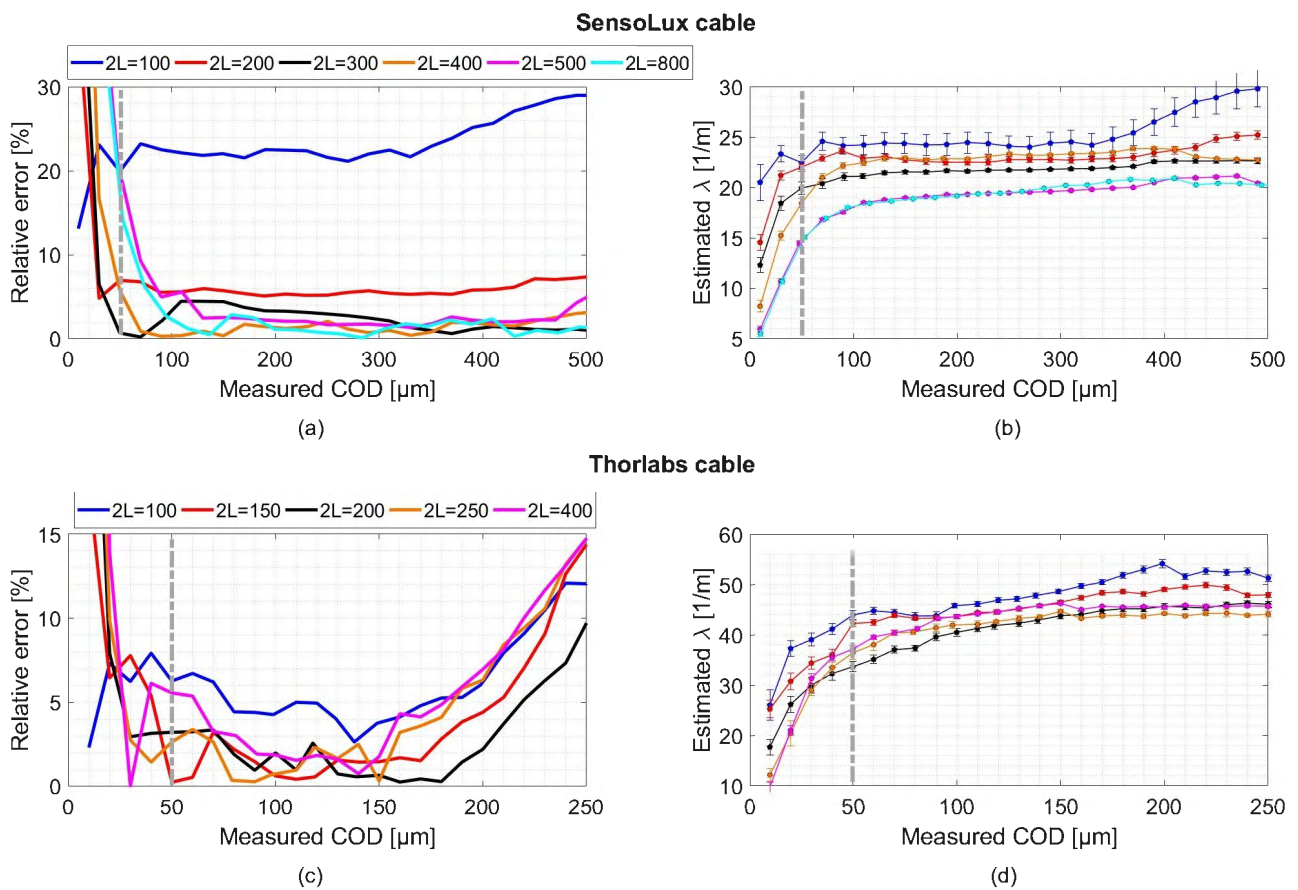 SensoLux cable
2L=100 2L=200 2L=300 2L=400 2L=500 2L=800
30
20
10
0
Relative error [%]
0 100 200 300 400 500
Measured COD [µm]
(a)
30
25
20
15
10
5
Estimated λ [1/m]
0 100 200 300 400 500
Measured COD [µm]
(b)
Thorlabs cable
2L=100 2L=150 2L=200 2L=250 2L=400
15
10
5
0
Relative error [%]
0 50 100 150 200 250
Measured COD [µm]
(c)
60
50
40
30
20
10
Estimated λ [1/m]
0 50 100 150 200 250
Measured COD [µm]
(d)